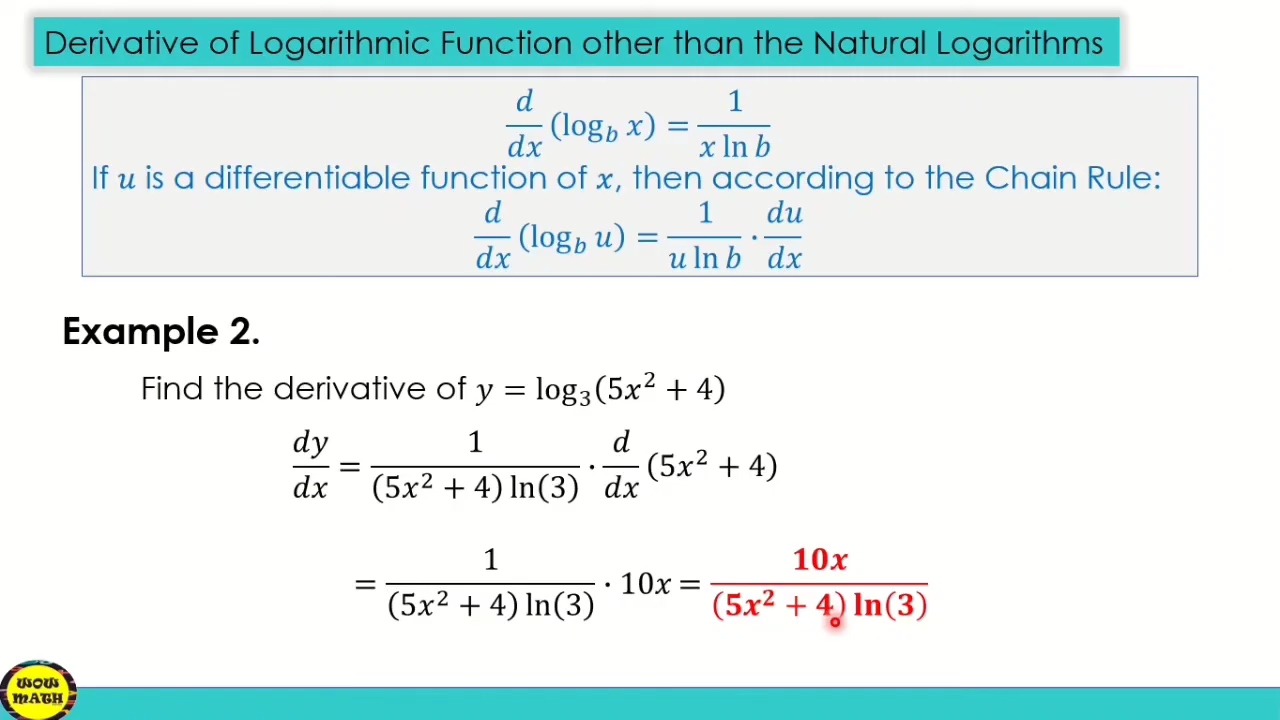 Derivative of Logarithmic Function other than the Natural Logarithms
d/dx (log_b x) = 1/(x ln b)
If u is a differentiable function of x, then according to the Chain Rule:
d/dx (log_b u) = 1/(u ln b) · du/dx
Example 2.
Find the derivative of y = log₃(5x² + 4)
dy/dx = 1/((5x² + 4) ln(3)) · d/dx (5x² + 4)
= 1/((5x² + 4) ln(3)) · 10x = 10x/((5x² + 4) ln(3))
WOW
MATH